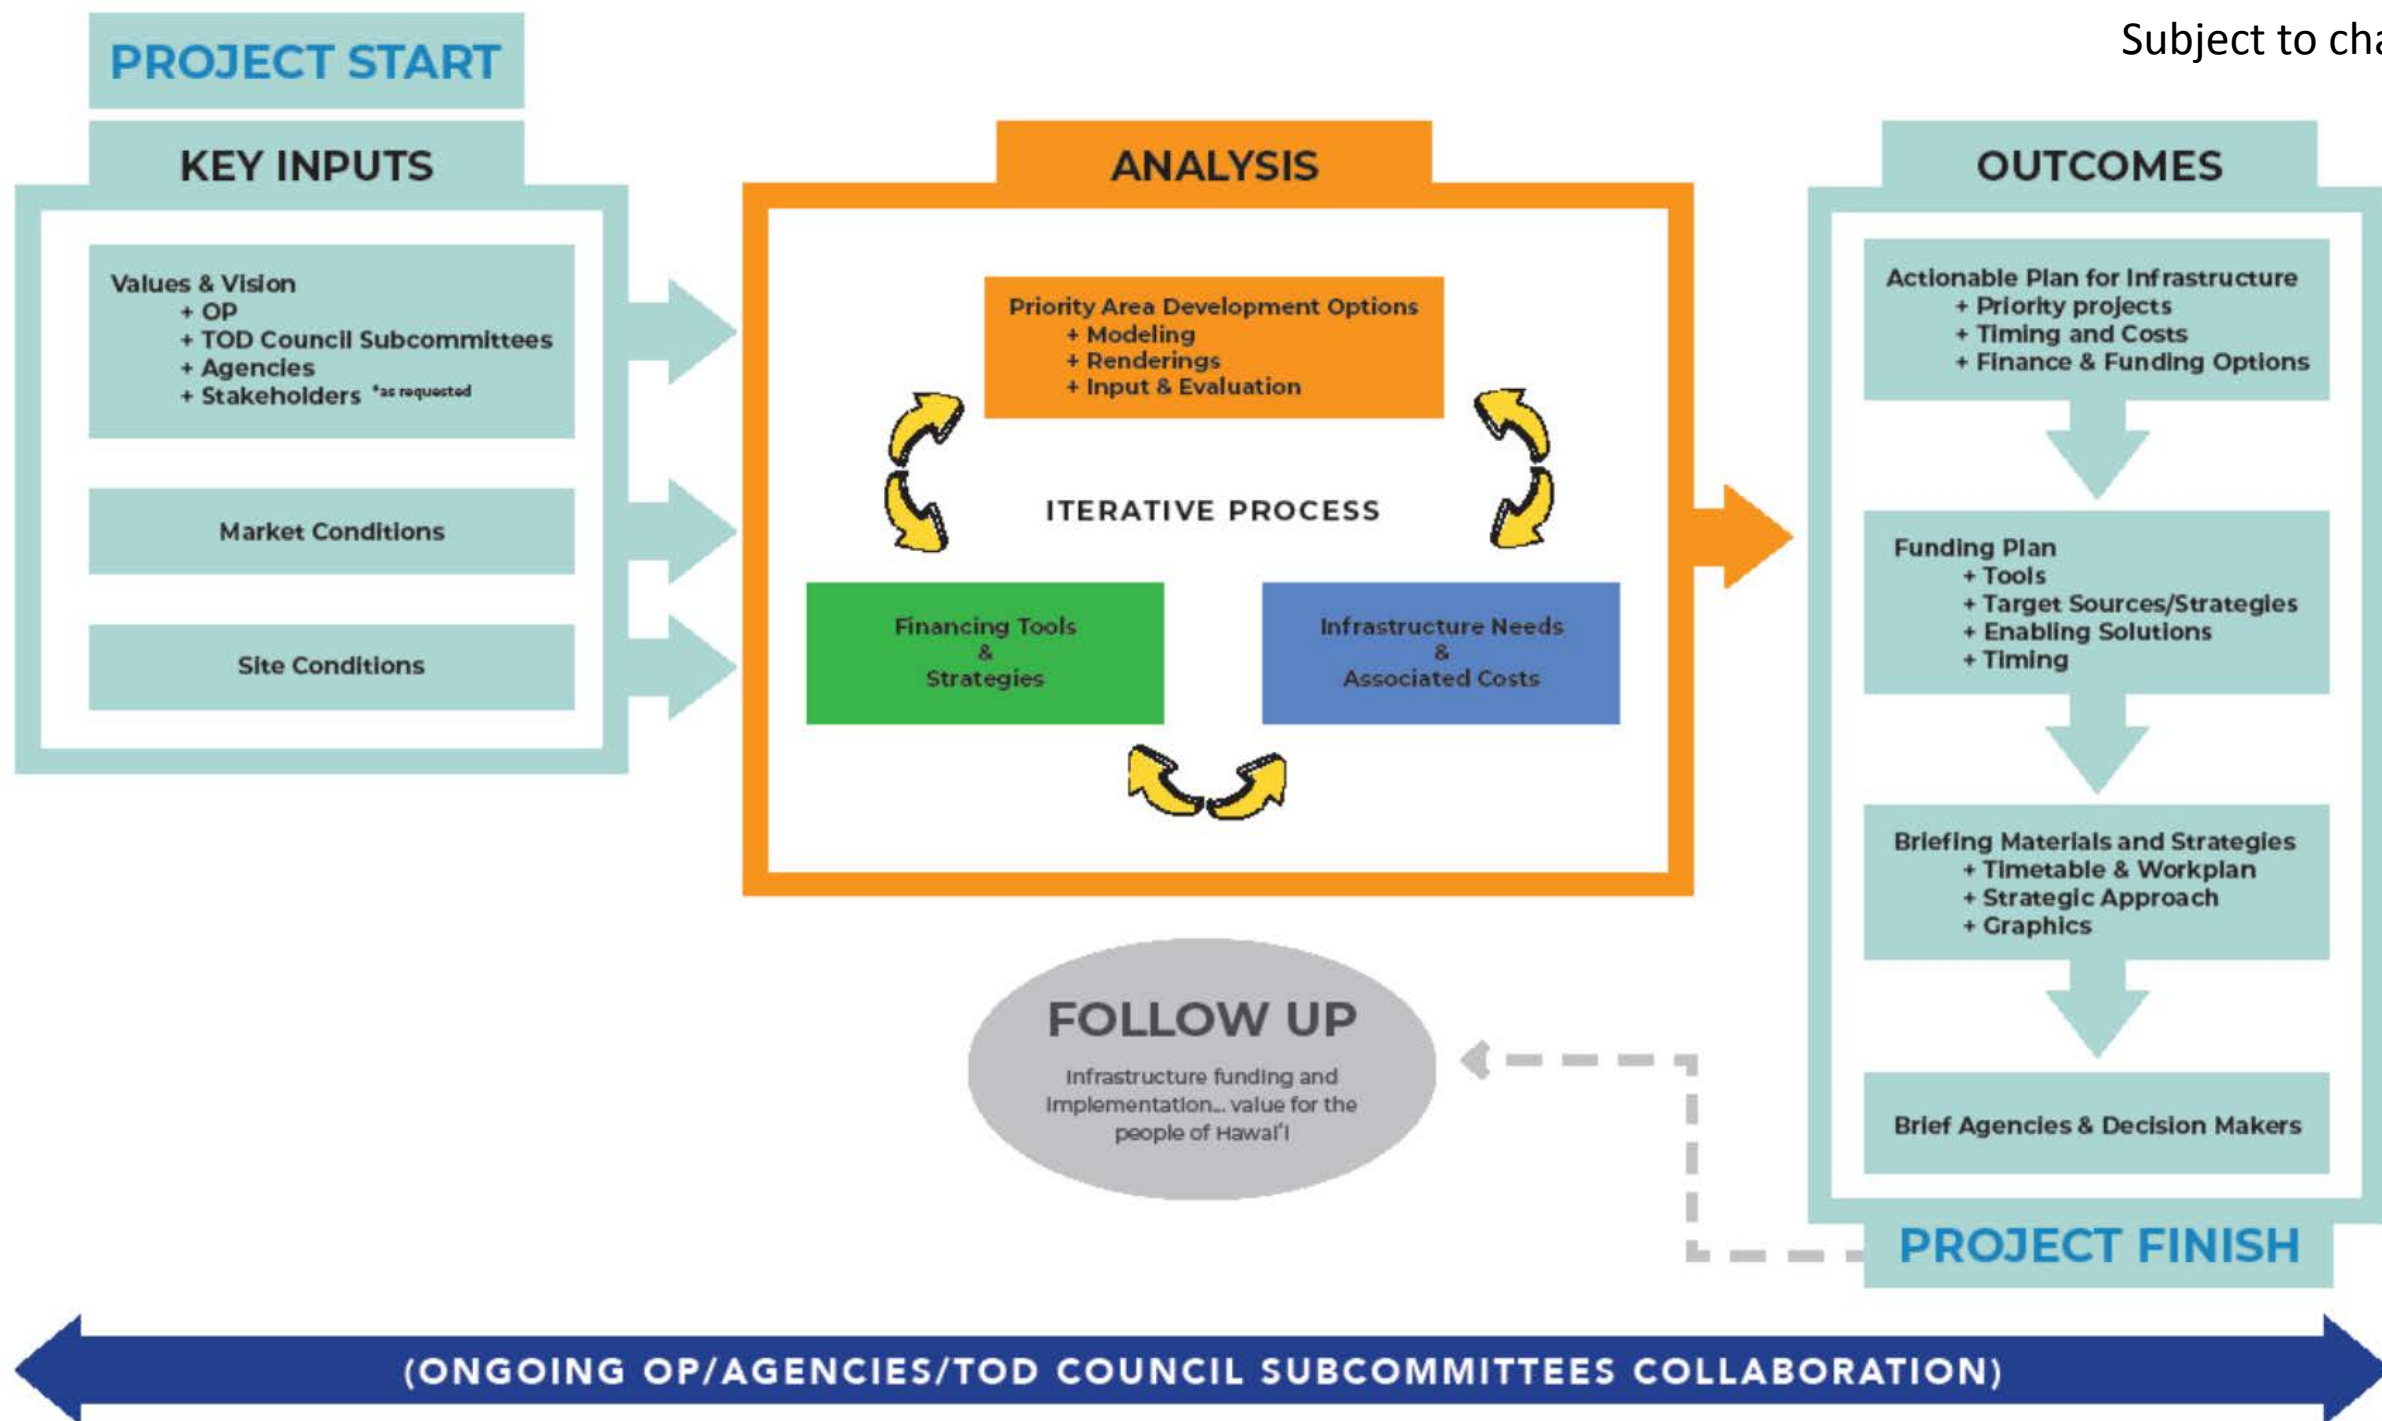 Subject to cha
PROJECT START
KEY INPUTS
Values & Vision
+ OP
+ TOD Council Subcommittees
+ Agencies
+ Stakeholders *as requested
Market Conditions
Site Conditions
ANALYSIS
Priority Area Development Options
+ Modeling
+ Renderings
+ Input & Evaluation
ITERATIVE PROCESS
Financing Tools
&
Strategies
Infrastructure Needs
&
Associated Costs
OUTCOMES
Actionable Plan for Infrastructure
+ Priority projects
+ Timing and Costs
+ Finance & Funding Options
Funding Plan
+ Tools
+ Target Sources/Strategies
+ Enabling Solutions
+ Timing
Briefing Materials and Strategies
+ Timetable & Workplan
+ Strategic Approach
+ Graphics
Brief Agencies & Decision Makers
PROJECT FINISH
FOLLOW UP
Infrastructure funding and
implementation... value for the
people of Hawaiʻi
(ONGOING OP/AGENCIES/TOD COUNCIL SUBCOMMITTEES COLLABORATION)